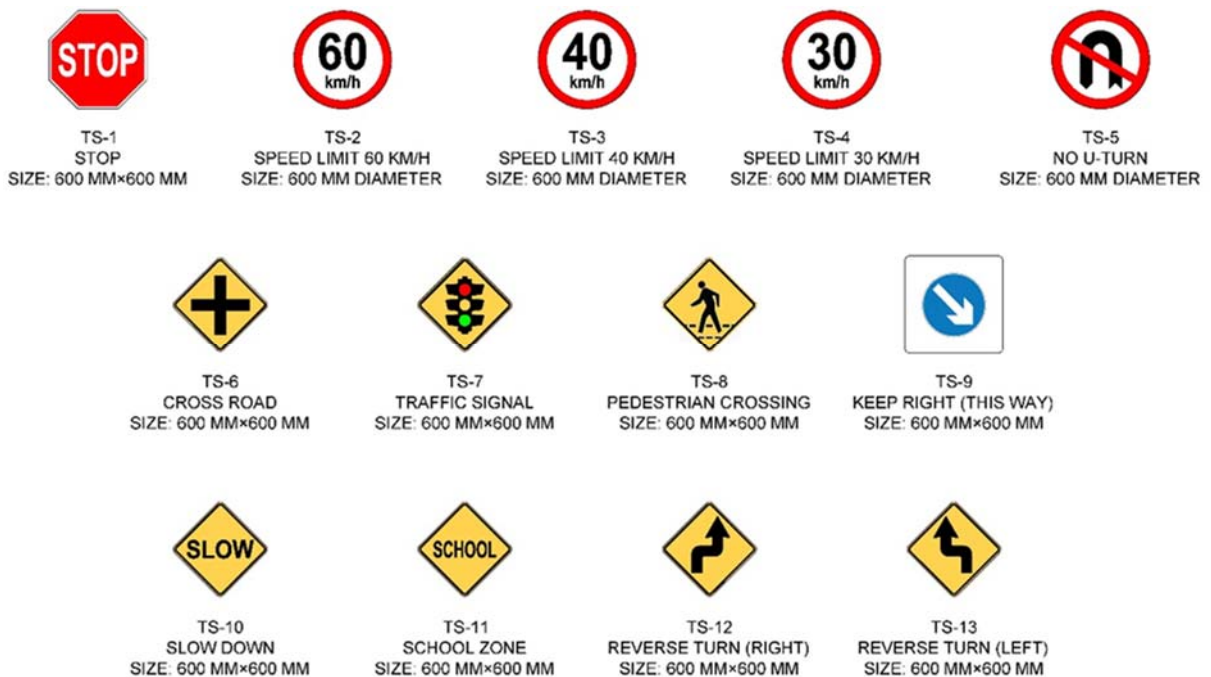 STOP
60
km/h
40
km/h
30
km/h
TS-1
STOP
SIZE: 600 MM×600 MM
TS-2
SPEED LIMIT 60 KM/H
SIZE: 600 MM DIAMETER
TS-3
SPEED LIMIT 40 KM/H
SIZE: 600 MM DIAMETER
TS-4
SPEED LIMIT 30 KM/H
SIZE: 600 MM DIAMETER
TS-5
NO U-TURN
SIZE: 600 MM DIAMETER
TS-6
CROSS ROAD
SIZE: 600 MM×600 MM
TS-7
TRAFFIC SIGNAL
SIZE: 600 MM×600 MM
TS-8
PEDESTRIAN CROSSING
SIZE: 600 MM×600 MM
TS-9
KEEP RIGHT (THIS WAY)
SIZE: 600 MM×600 MM
SLOW
SCHOOL
TS-10
SLOW DOWN
SIZE: 600 MM×600 MM
TS-11
SCHOOL ZONE
SIZE: 600 MM×600 MM
TS-12
REVERSE TURN (RIGHT)
SIZE: 600 MM×600 MM
TS-13
REVERSE TURN (LEFT)
SIZE: 600 MM×600 MM